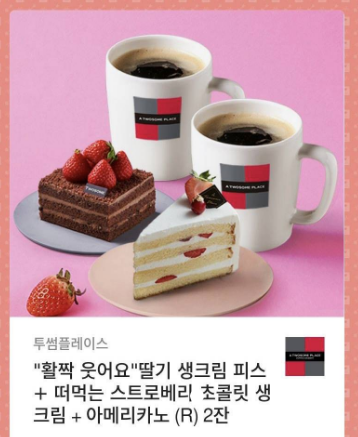 A TWOSOME PLACE
A TWOSOME PLACE
A TWOSOME
투썸플레이스
A TWOSOME PLACE
"활짝 웃어요"딸기 생크림 피스
+ 떠먹는 스트로베리 초콜릿 생
크림 + 아메리카노 (R) 2잔